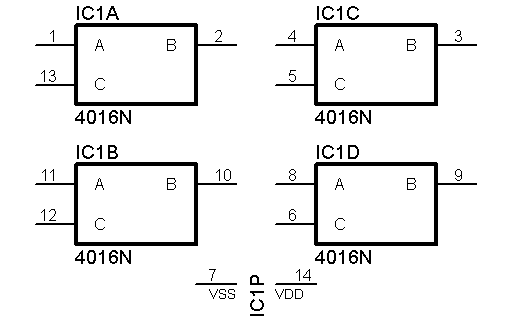 IC1A IC1C
1 A B 2 4 A B 3
13 C 5 C
4016N 4016N
IC1B IC1D
11 A B 10 8 A B 9
12 C 6 C
4016N 4016N
7 IC1P 14
VSS VDD